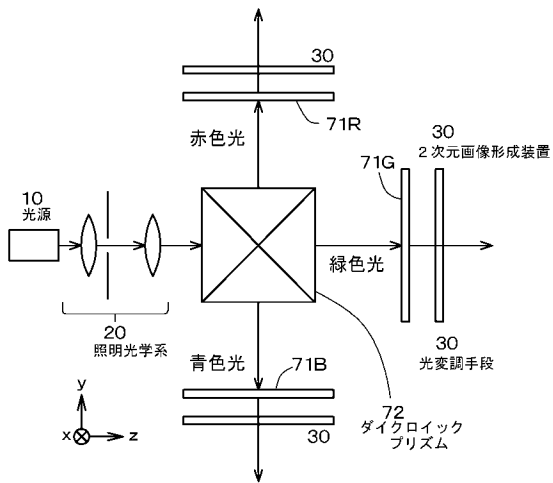 30
71R
赤色光
30
2次元画像形成装置
71G
10
光源
緑色光
20
照明光学系
青色光
71B
30
光変調手段
72
ダイクロイック
プリズム
30
y
x
z